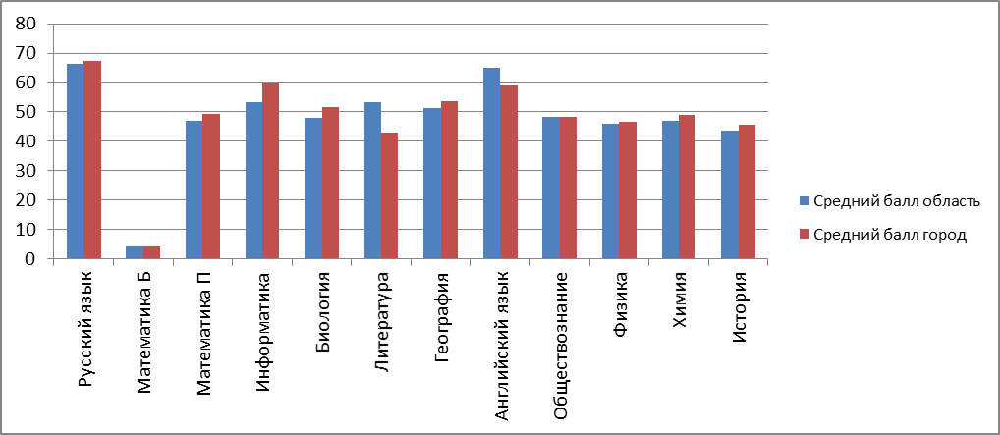 80
70
60
50
40
30
20
10
0
Русский язык
Математика Б
Математика П
Информатика
Биология
Литература
География
Английский язык
Обществознание
Физика
Химия
История
Средний балл область
Средний балл город